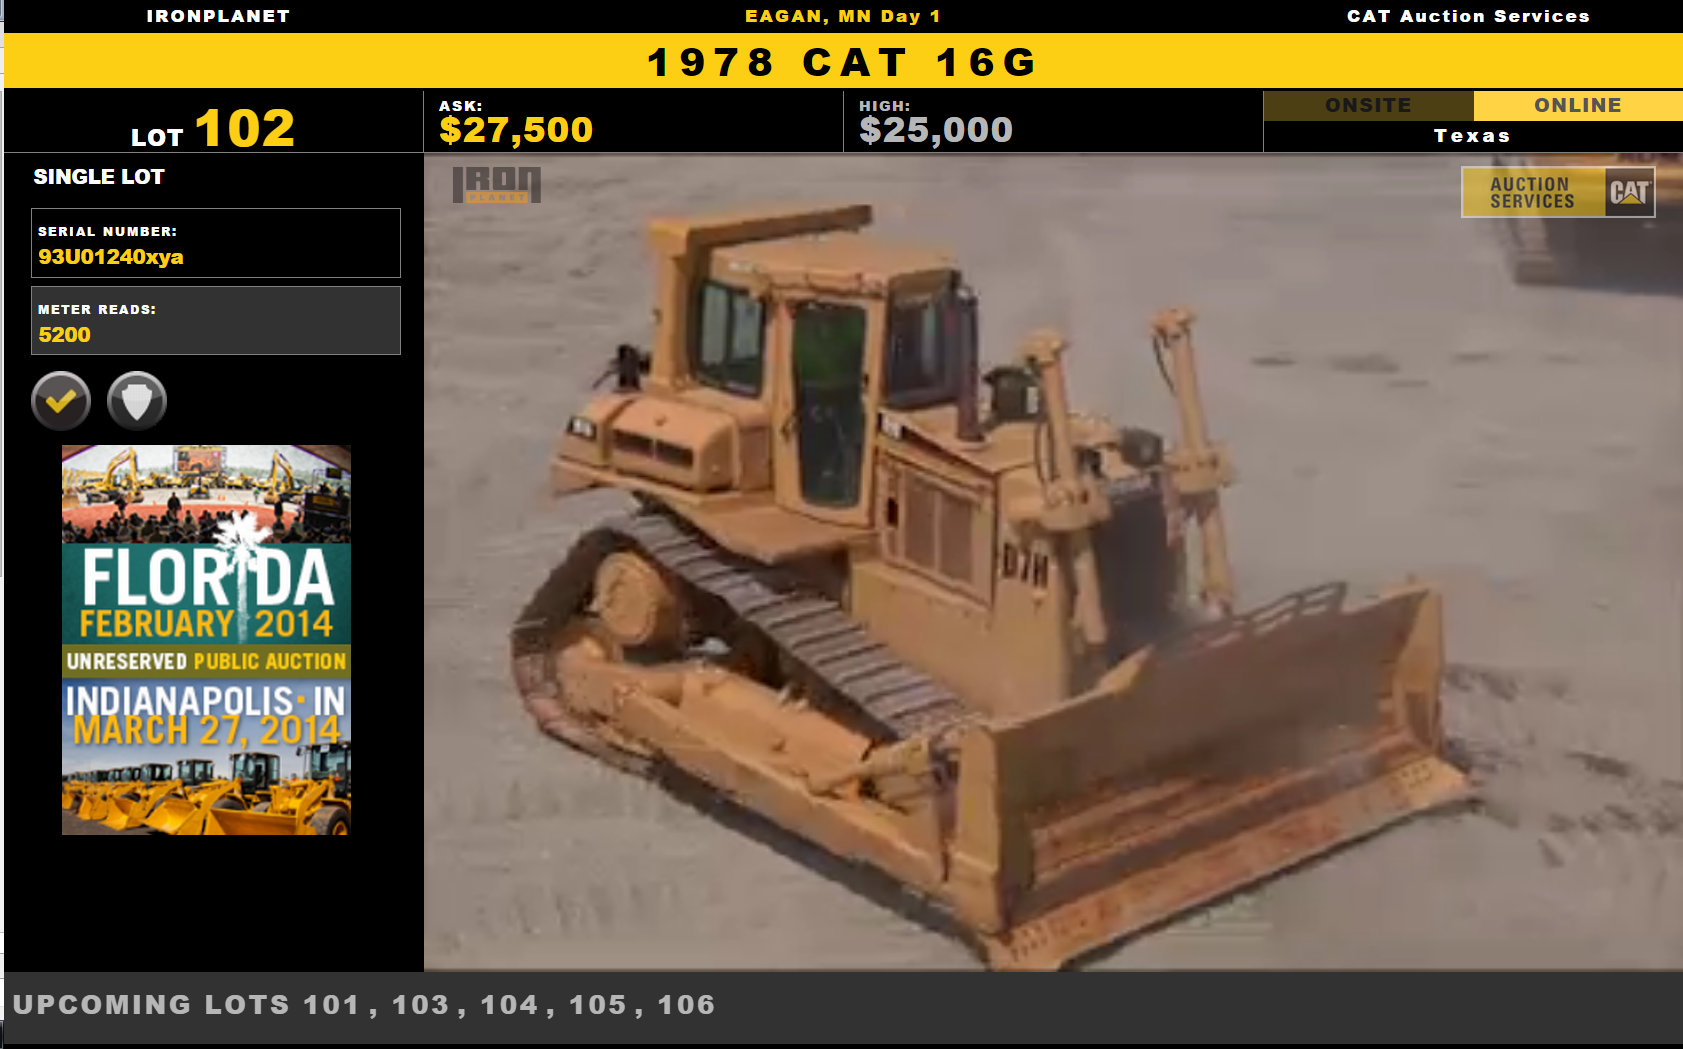 IRONPLANET
EAGAN, MN Day 1
CAT Auction Services
1978 CAT 16G
LOT 102
ASK:
$27,500
HIGH:
$25,000
ONSITE
ONLINE
Texas
SINGLE LOT
SERIAL NUMBER:
93U01240xya
METER READS:
5200
FLORIDA
FEBRUARY 2014
UNRESERVED PUBLIC AUCTION
INDIANAPOLIS · IN
MARCH 27, 2014
IRON
PLANET
AUCTION
SERVICES
CAT
D7H
UPCOMING LOTS 101, 103, 104, 105, 106